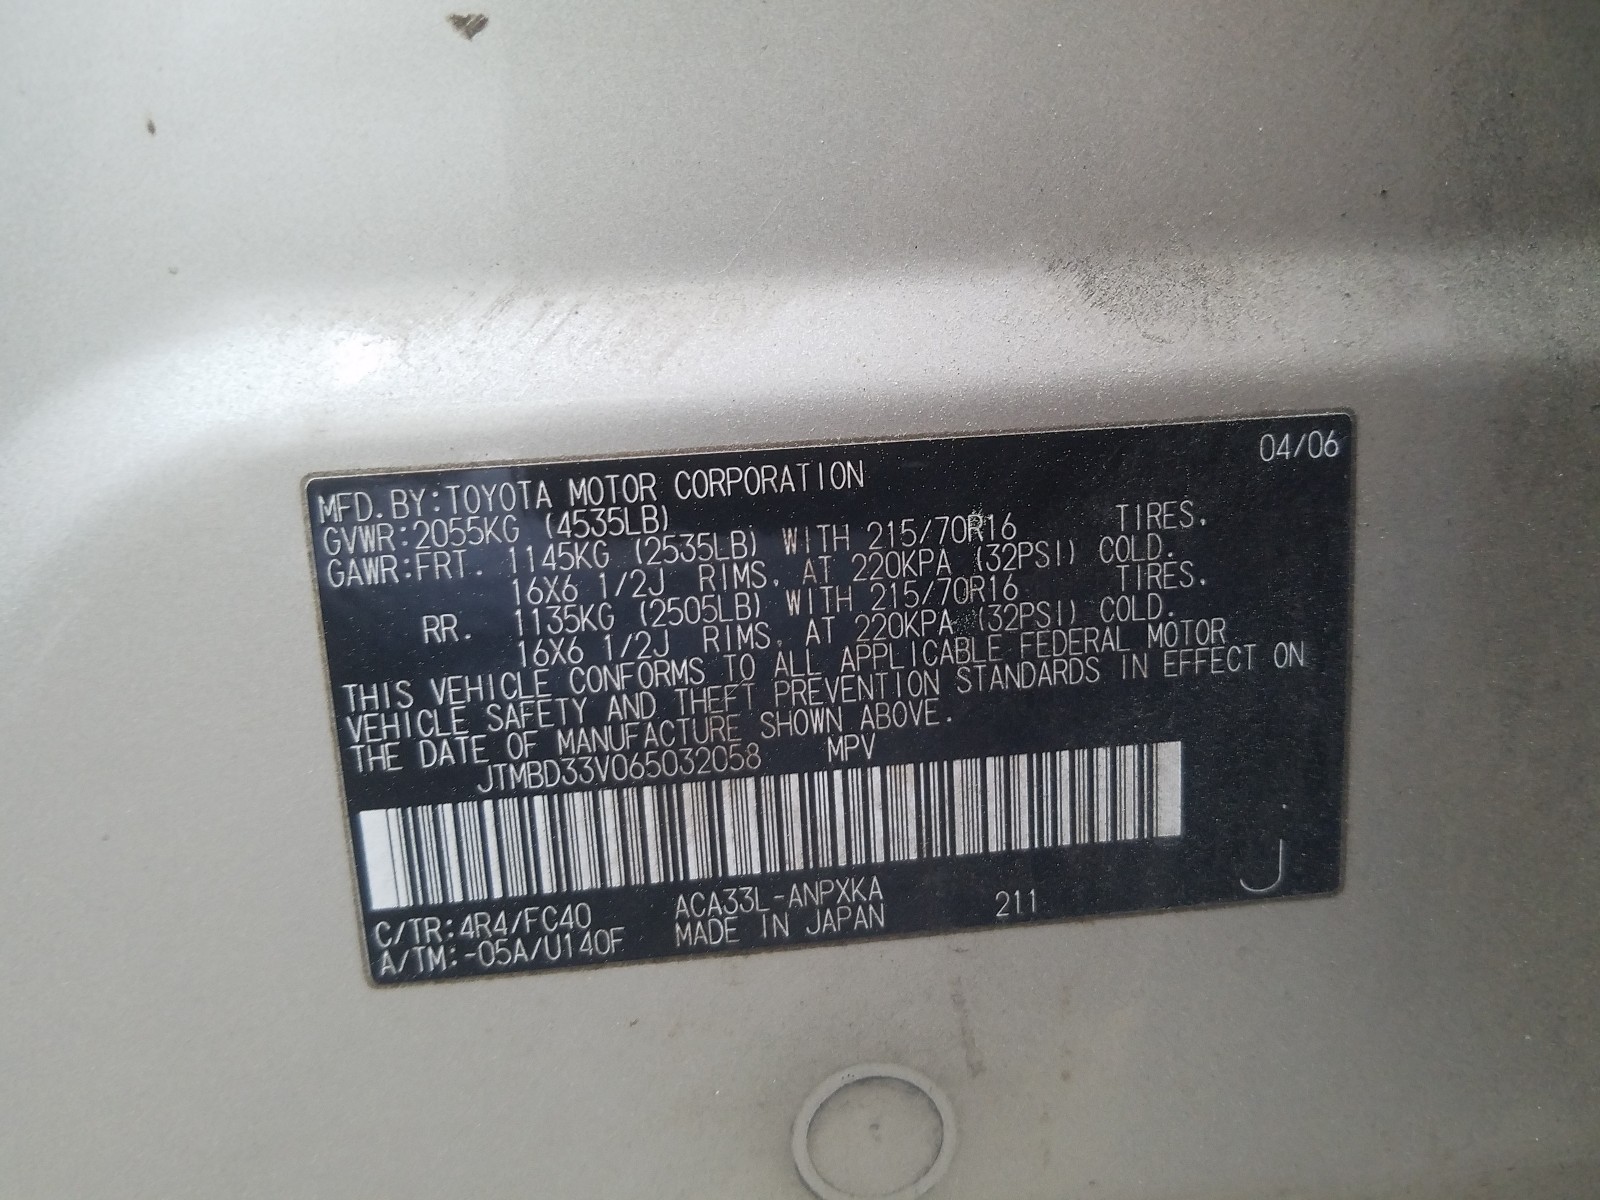 04/06
MFD. BY:TOYOTA MOTOR CORPORATION
GVWR:2055KG (4535LB)
GAWR:FRT. 1145KG (2535LB) WITH 215/70R16 TIRES.
16X6 1/2J RIMS, AT 220KPA (32PSI) COLD.
RR. 1135KG (2505LB) WITH 215/70R16 TIRES.
16X6 1/2J RIMS, AT 220KPA (32PSI) COLD.
THIS VEHICLE CONFORMS TO ALL APPLICABLE FEDERAL MOTOR
VEHICLE SAFETY AND THEFT PREVENTION STANDARDS IN EFFECT ON
THE DATE OF MANUFACTURE SHOWN ABOVE.
JTMBD33V065032058 MPV
C/TR:4R4/FC40 ACA33L-ANPXKA 211 J
A/TM:-05A/U140F MADE IN JAPAN